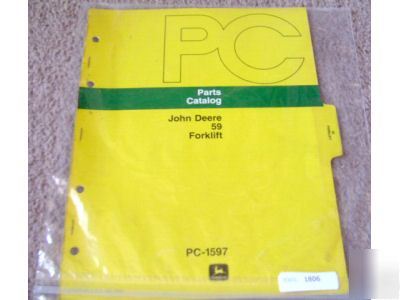 PC
Parts
Catalog
John Deere
59
Forklift
PC-1597
1806